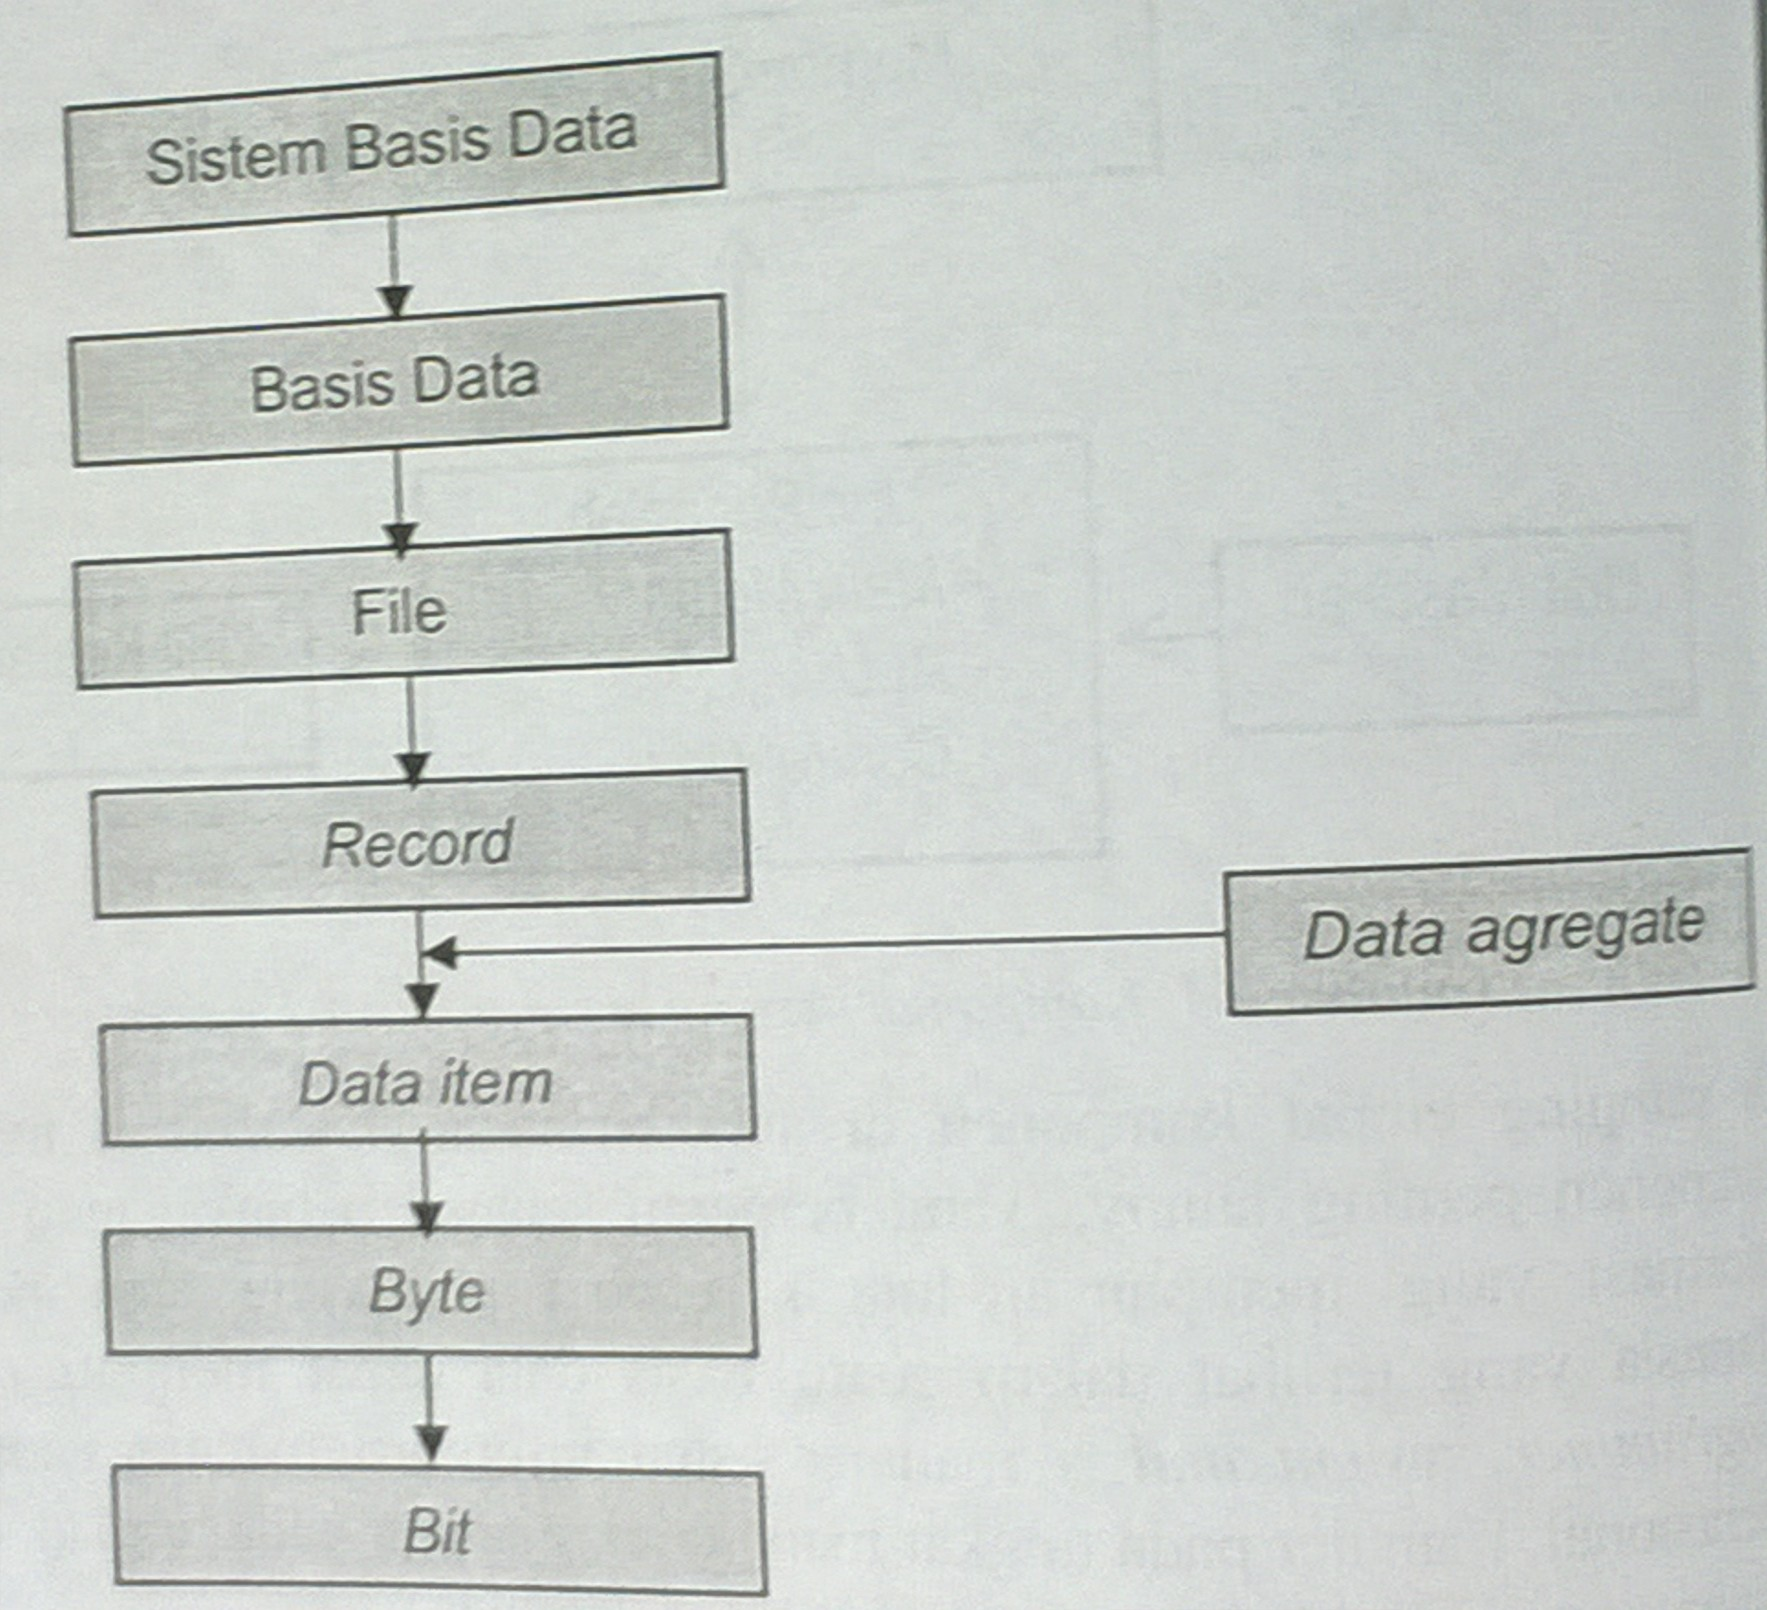 Sistem Basis Data
Basis Data
File
Record
Data agregate
Data item
Byte
Bit